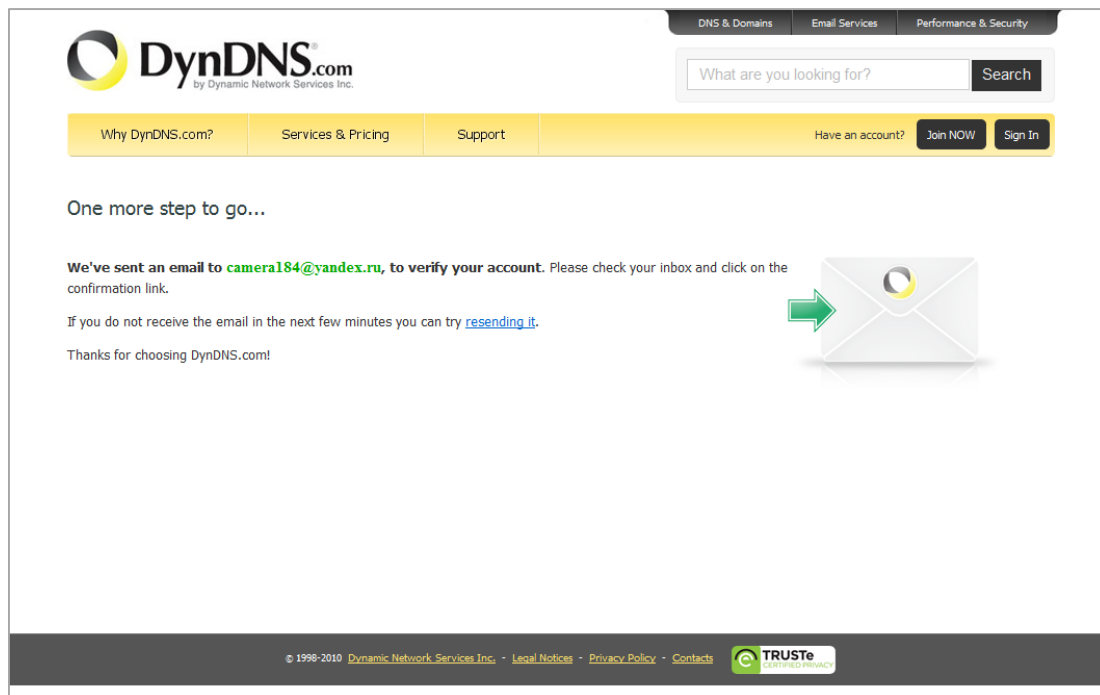 DNS & Domains Email Services Performance & Security
DynDNS.com
by Dynamic Network Services Inc.
What are you looking for? Search
Why DynDNS.com? Services & Pricing Support Have an account? Join NOW Sign In
One more step to go...
We've sent an email to camera184@yandex.ru, to verify your account. Please check your inbox and click on the
confirmation link.
If you do not receive the email in the next few minutes you can try resending it.
Thanks for choosing DynDNS.com!
© 1998-2010 Dynamic Network Services Inc. - Legal Notices - Privacy Policy - Contacts TRUSTe
CERTIFIED PRIVACY